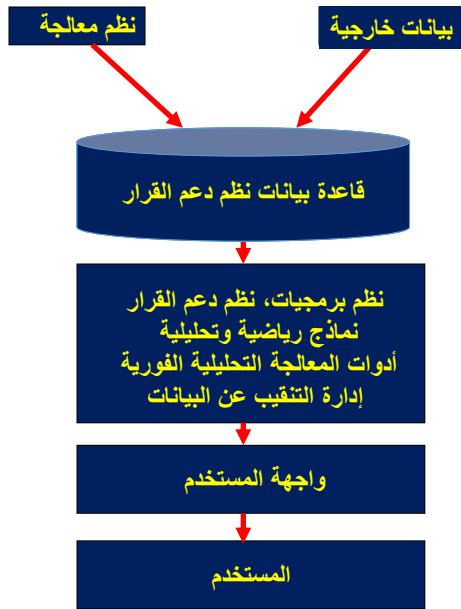 بيانات خارجية
نظم معالجة
قاعدة بيانات نظم دعم القرار
نظم برمجيات، نظم دعم القرار
نماذج رياضية وتحليلية
أدوات المعالجة التحليلية الفورية
إدارة التنقيب عن البيانات
واجهة المستخدم
المستخدم